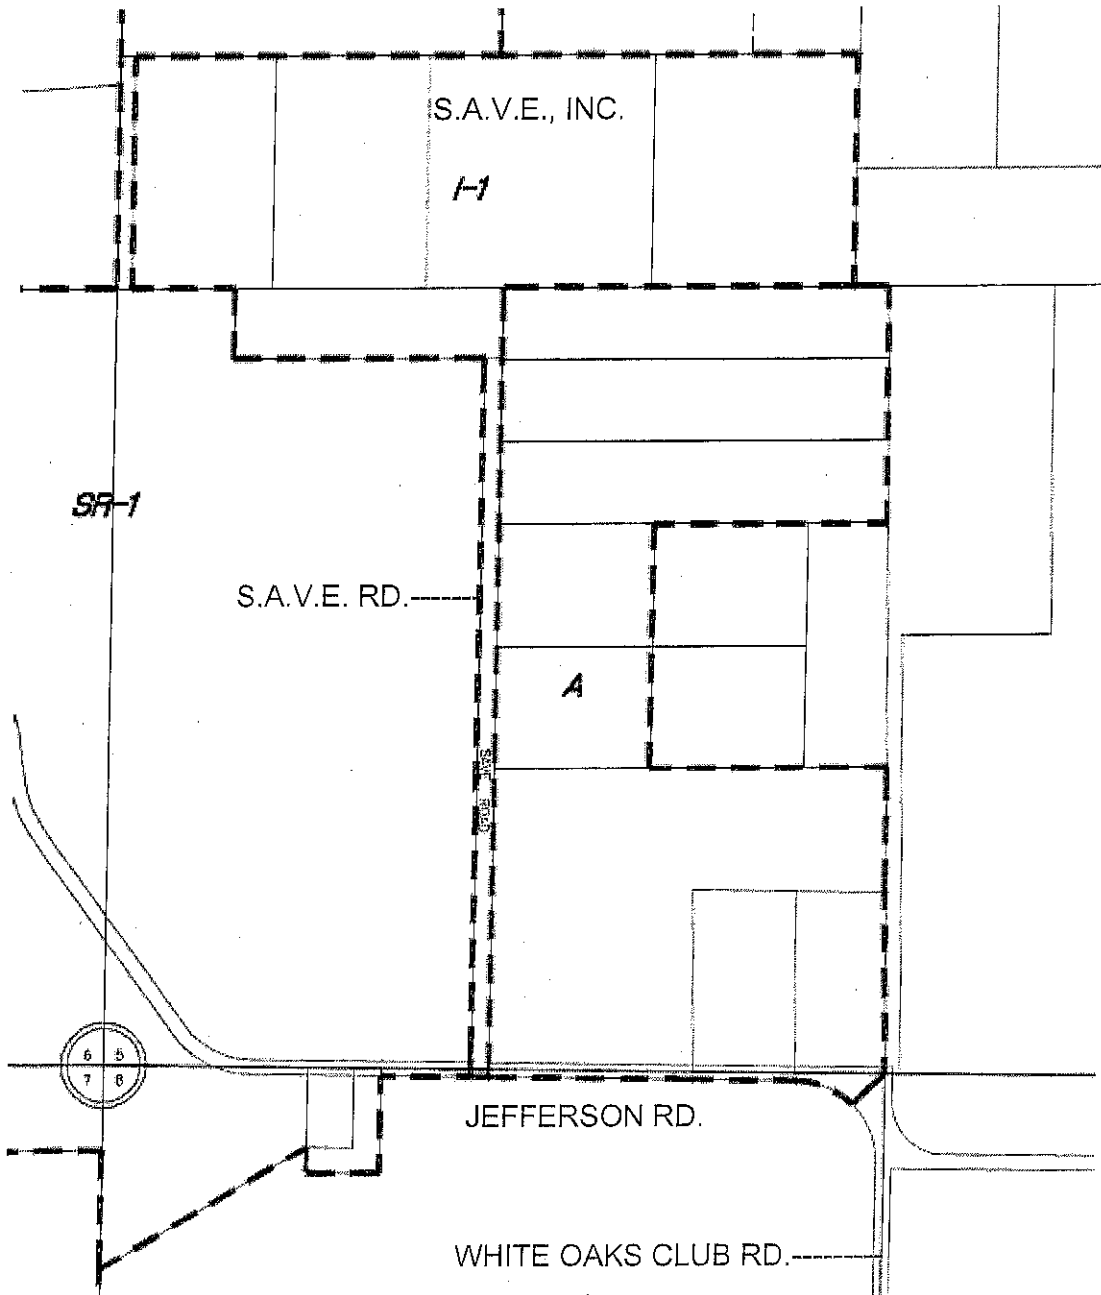 S.A.V.E., INC.
I-1
SR-1
S.A.V.E. RD.
A
6 5
7 8
JEFFERSON RD.
WHITE OAKS CLUB RD.